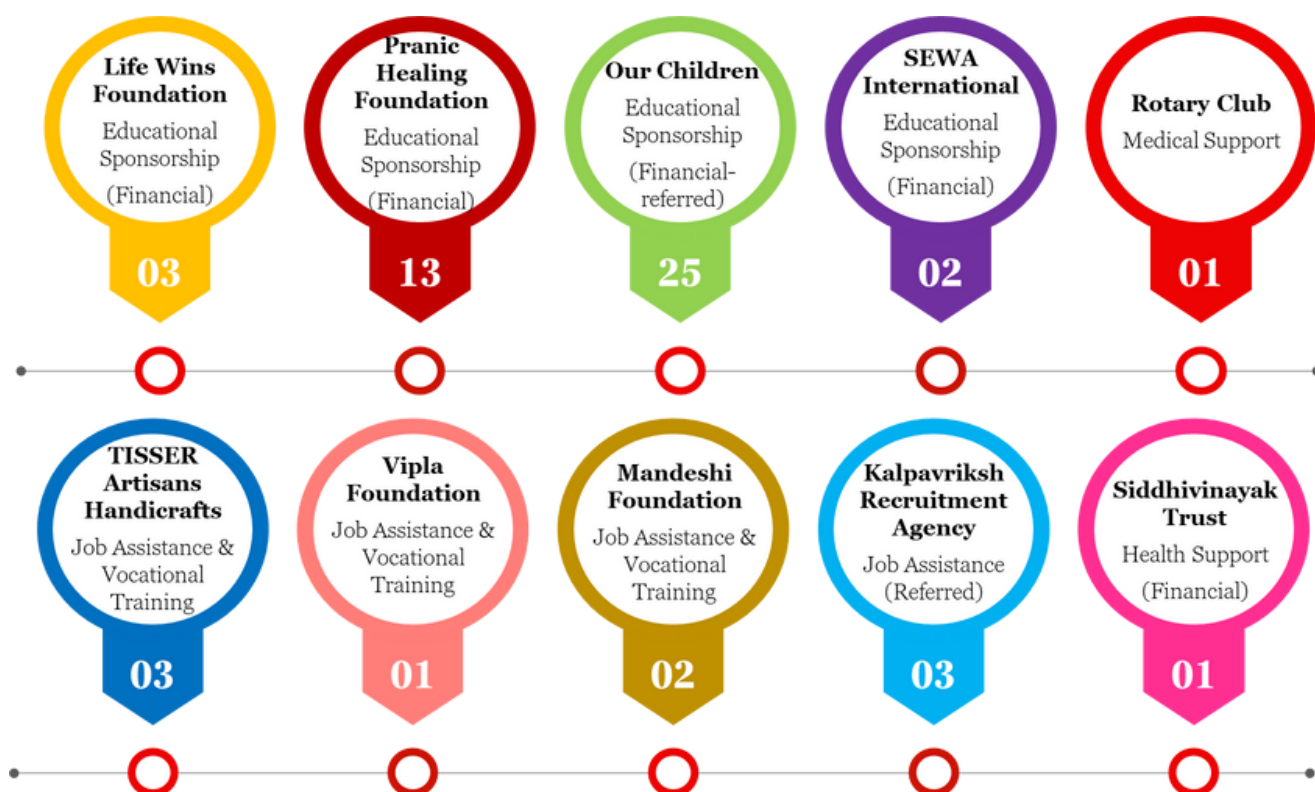 Life Wins
Foundation
Educational
Sponsorship
(Financial)
03
Pranic
Healing
Foundation
Educational
Sponsorship
(Financial)
13
Our Children
Educational
Sponsorship
(Financial-
referred)
25
SEWA
International
Educational
Sponsorship
(Financial)
02
Rotary Club
Medical Support
01
TISSER
Artisans
Handicrafts
Job Assistance &
Vocational
Training
03
Vipla
Foundation
Job Assistance &
Vocational
Training
01
Mandeshi
Foundation
Job Assistance &
Vocational
Training
02
Kalpavriksh
Recruitment
Agency
Job Assistance
(Referred)
03
Siddhivinayak
Trust
Health Support
(Financial)
01